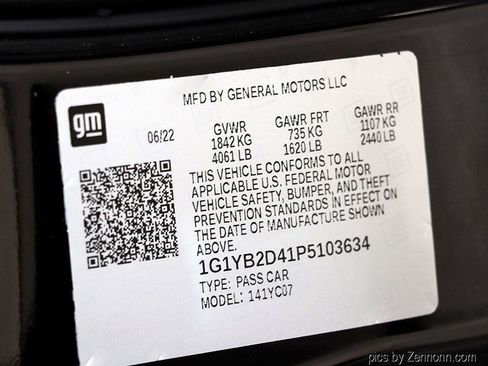 MFD BY GENERAL MOTORS LLC
gm
06/22 GVWR GAWR FRT GAWR RR
1842 KG 735 KG 1107 KG
4061 LB 1620 LB 2440 LB
THIS VEHICLE CONFORMS TO ALL
APPLICABLE U.S. FEDERAL MOTOR
VEHICLE SAFETY, BUMPER, AND THEFT
PREVENTION STANDARDS IN EFFECT ON
THE DATE OF MANUFACTURE SHOWN
ABOVE.
1G1YB2D41P5103634
TYPE: PASS CAR
MODEL: 141YC07
pics by Zennonn.com